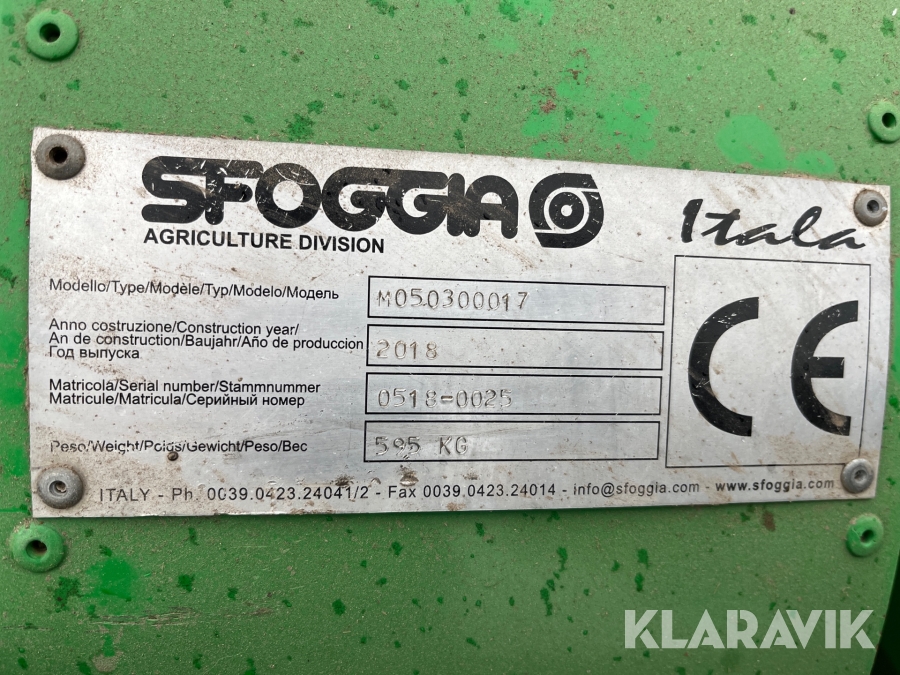 SFOGGIA
Itala
AGRICULTURE DIVISION
Modello/Type/Modèle/Typ/Modelo/Модель
M050300017
Anno costruzione/Construction year/
An de construction/Baujahr/Año de produccion
Год выпуска
2018
Matricola/Serial number/Stammnummer
Matricule/Matricula/Серийный номер
0518-0025
Peso/Weight/Poids/Gewicht/Peso/Вес
595 KG
CE
ITALY - Ph. 0039.0423.24041/2 - Fax 0039.0423.24014 - info@sfoggia.com - www.sfoggia.com
KLARAVIK